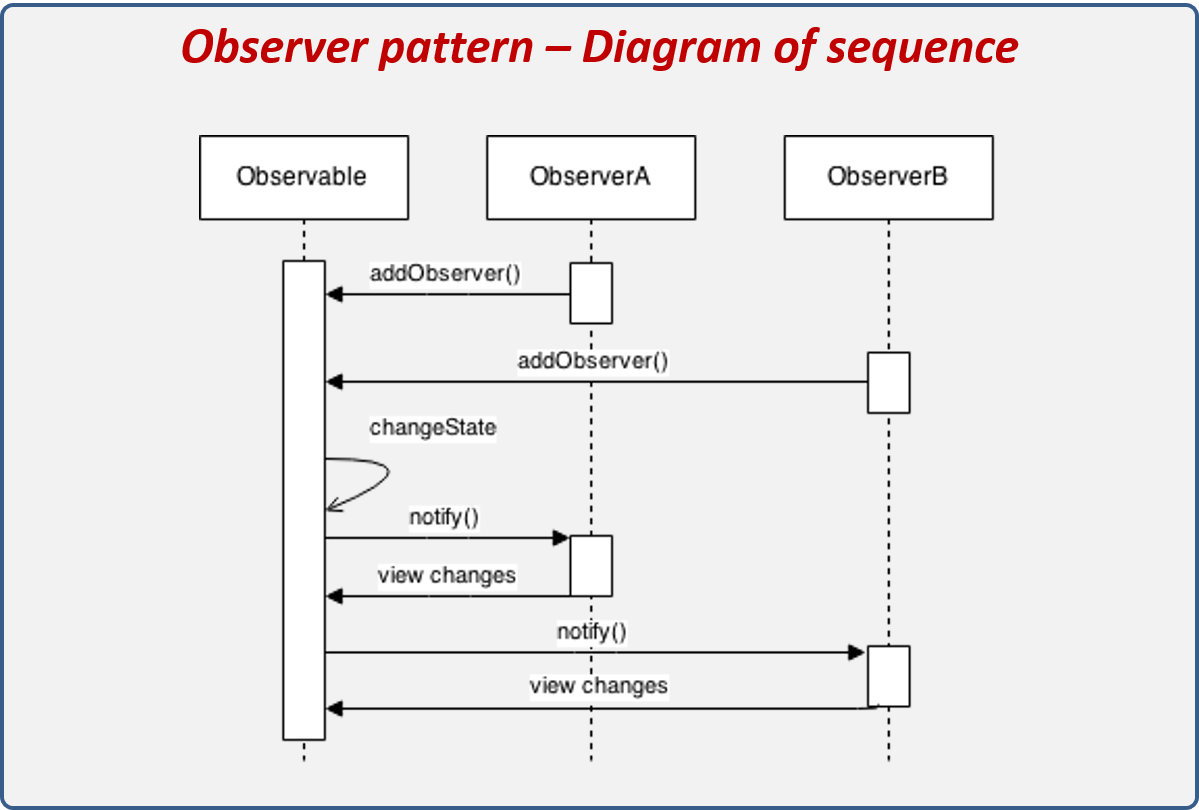 Observer pattern – Diagram of sequence
Observable
ObserverA
ObserverB
addObserver()
addObserver()
changeState
notify()
view changes
notify()
view changes